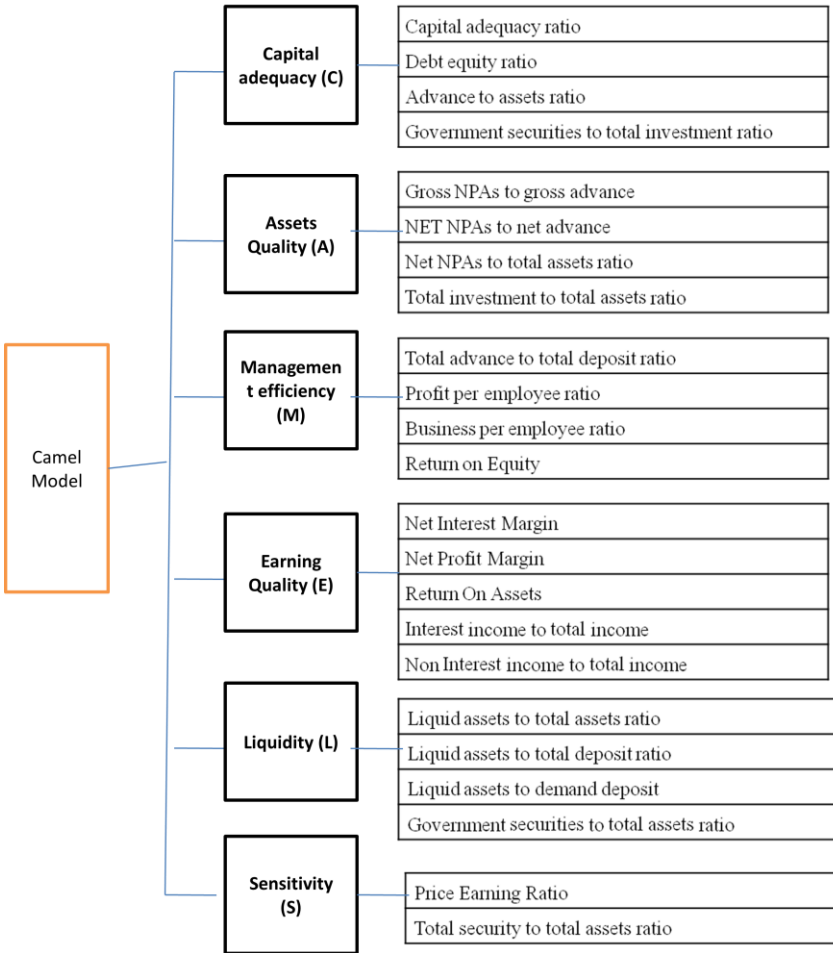 Camel
Model
Capital
adequacy (C)
Capital adequacy ratio
Debt equity ratio
Advance to assets ratio
Government securities to total investment ratio
Assets
Quality (A)
Gross NPAs to gross advance
NET NPAs to net advance
Net NPAs to total assets ratio
Total investment to total assets ratio
Managemen
t efficiency
(M)
Total advance to total deposit ratio
Profit per employee ratio
Business per employee ratio
Return on Equity
Earning
Quality (E)
Net Interest Margin
Net Profit Margin
Return On Assets
Interest income to total income
Non Interest income to total income
Liquidity (L)
Liquid assets to total assets ratio
Liquid assets to total deposit ratio
Liquid assets to demand deposit
Government securities to total assets ratio
Sensitivity
(S)
Price Earning Ratio
Total security to total assets ratio